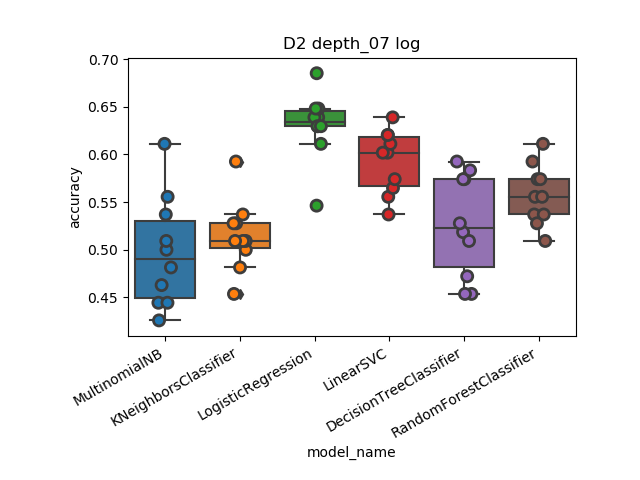 D2 depth_07 log
accuracy
0.70
0.65
0.60
0.55
0.50
0.45
MultinomialNB
KNeighborsClassifier
LogisticRegression
LinearSVC
DecisionTreeClassifier
RandomForestClassifier
model_name